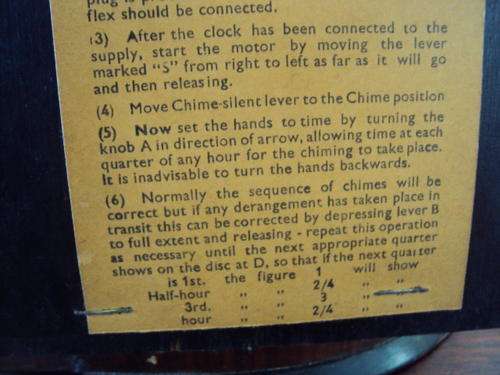 flex should be connected.
(3) After the clock has been connected to the
supply, start the motor by moving the lever
marked "S" from right to left as far as it will go
and then releasing.
(4) Move Chime-silent lever to the Chime position
(5) Now set the hands to time by turning the
knob A in direction of arrow, allowing time at each
quarter of any hour for the chiming to take place.
It is inadvisable to turn the hands backwards.
(6) Normally the sequence of chimes will be
correct but if any derangement has taken place in
transit this can be corrected by depressing lever B
to full extent and releasing - repeat this operation
as necessary until the next appropriate quarter
shows on the disc at D, so that if the next quarter
is 1st. the figure 1 will show
Half-hour " " 2/4 " "
3rd. " " 3 " "
hour " " 2/4 " "